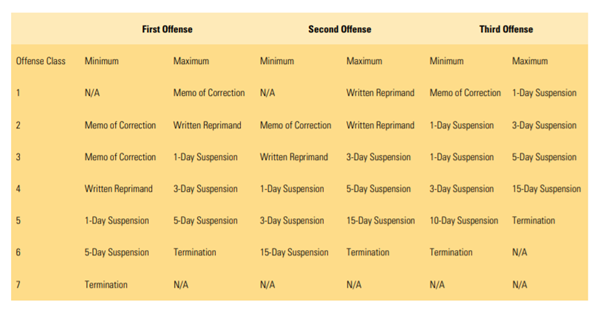 First Offense Second Offense Third Offense
Offense Class Minimum Maximum Minimum Maximum Minimum Maximum
1 N/A Memo of Correction N/A Written Reprimand Memo of Correction 1-Day Suspension
2 Memo of Correction Written Reprimand Memo of Correction Written Reprimand 1-Day Suspension 3-Day Suspension
3 Memo of Correction 1-Day Suspension Written Reprimand 3-Day Suspension 1-Day Suspension 5-Day Suspension
4 Written Reprimand 3-Day Suspension 1-Day Suspension 5-Day Suspension 3-Day Suspension 15-Day Suspension
5 1-Day Suspension 5-Day Suspension 3-Day Suspension 15-Day Suspension 10-Day Suspension Termination
6 5-Day Suspension Termination 15-Day Suspension Termination Termination N/A
7 Termination N/A N/A N/A N/A N/A